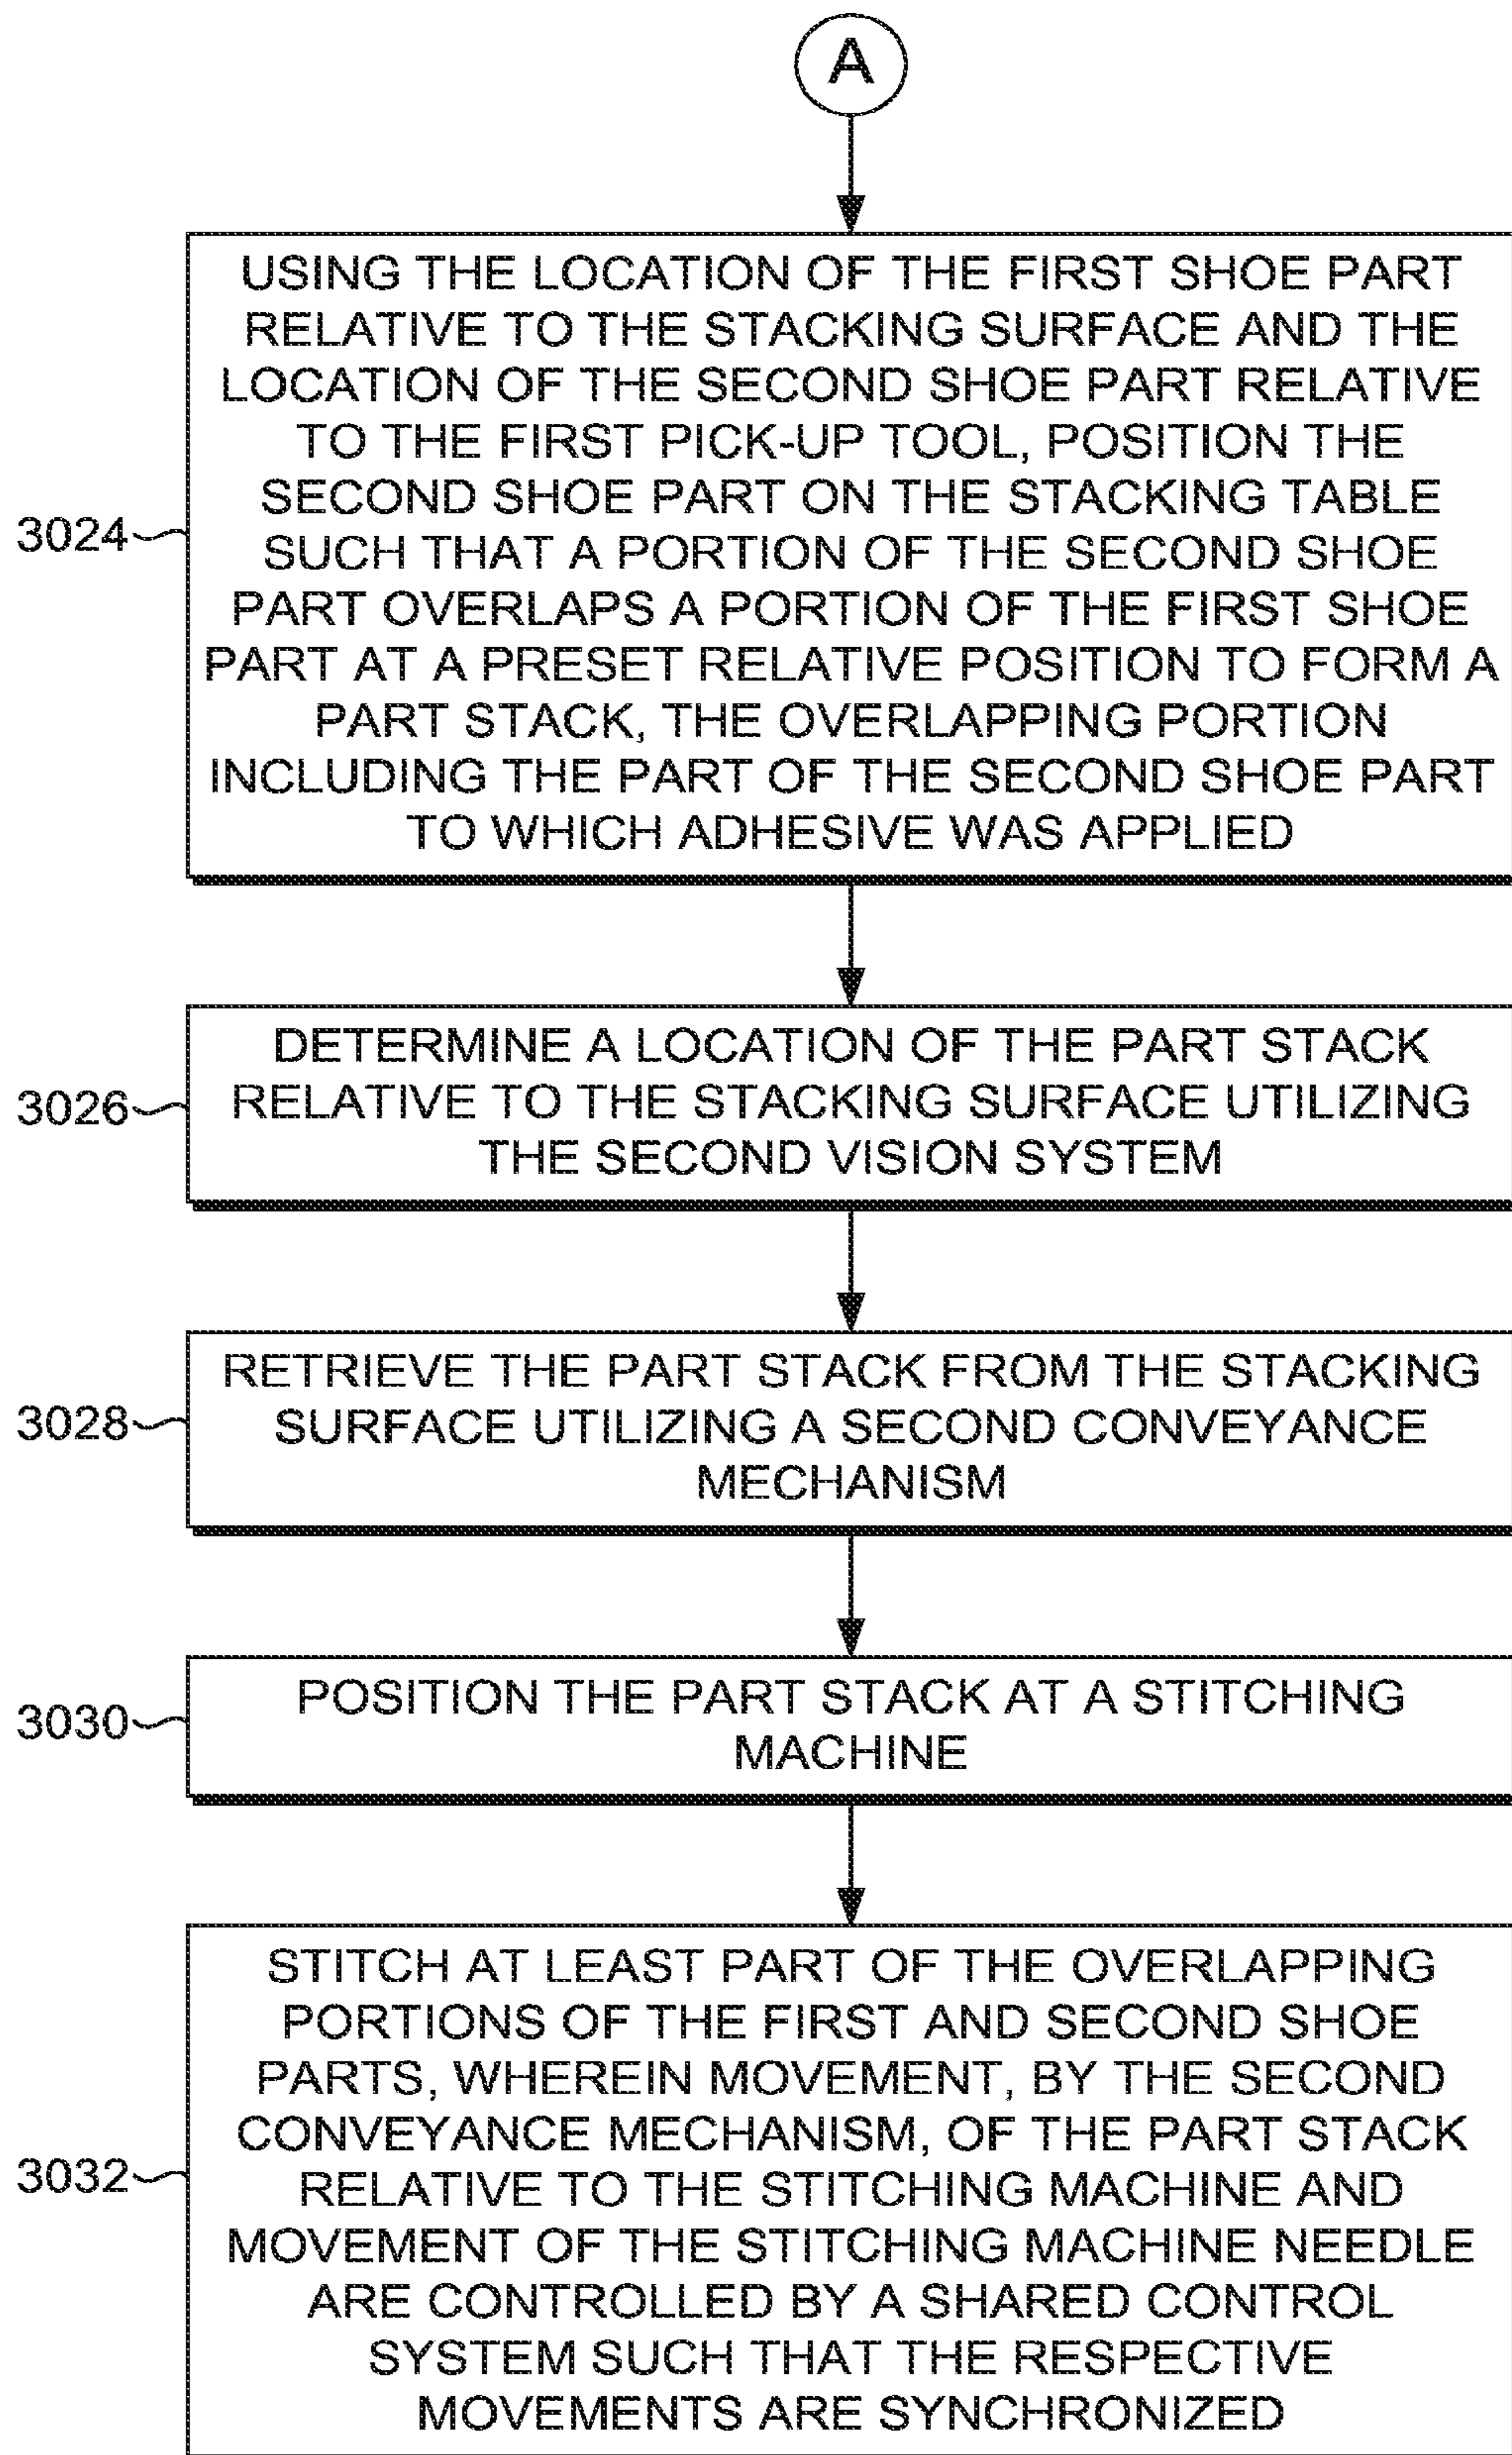 A
USING THE LOCATION OF THE FIRST SHOE PART
RELATIVE TO THE STACKING SURFACE AND THE
LOCATION OF THE SECOND SHOE PART RELATIVE
TO THE FIRST PICK-UP TOOL, POSITION THE
SECOND SHOE PART ON THE STACKING TABLE
3024
SUCH THAT A PORTION OF THE SECOND SHOE
PART OVERLAPS A PORTION OF THE FIRST SHOE
PART AT A PRESET RELATIVE POSITION TO FORM A
PART STACK, THE OVERLAPPING PORTION
INCLUDING THE PART OF THE SECOND SHOE PART
TO WHICH ADHESIVE WAS APPLIED
DETERMINE A LOCATION OF THE PART STACK
3026
RELATIVE TO THE STACKING SURFACE UTILIZING
THE SECOND VISION SYSTEM
RETRIEVE THE PART STACK FROM THE STACKING
3028
SURFACE UTILIZING A SECOND CONVEYANCE
MECHANISM
3030
POSITION THE PART STACK AT A STITCHING
MACHINE
STITCH AT LEAST PART OF THE OVERLAPPING
PORTIONS OF THE FIRST AND SECOND SHOE
PARTS, WHEREIN MOVEMENT, BY THE SECOND
CONVEYANCE MECHANISM, OF THE PART STACK
3032
RELATIVE TO THE STITCHING MACHINE AND
MOVEMENT OF THE STITCHING MACHINE NEEDLE
ARE CONTROLLED BY A SHARED CONTROL
SYSTEM SUCH THAT THE RESPECTIVE
MOVEMENTS ARE SYNCHRONIZED